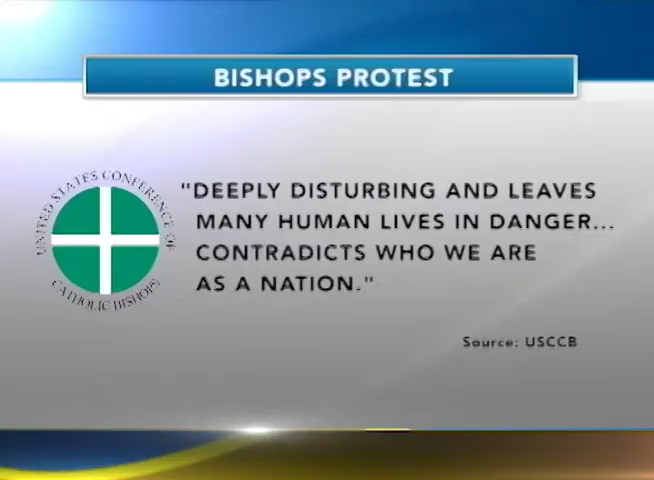 BISHOPS PROTEST
UNITED STATES CONFERENCE OF
CATHOLIC BISHOPS
"DEEPLY DISTURBING AND LEAVES
MANY HUMAN LIVES IN DANGER...
CONTRADICTS WHO WE ARE
AS A NATION."
Source: USCCB